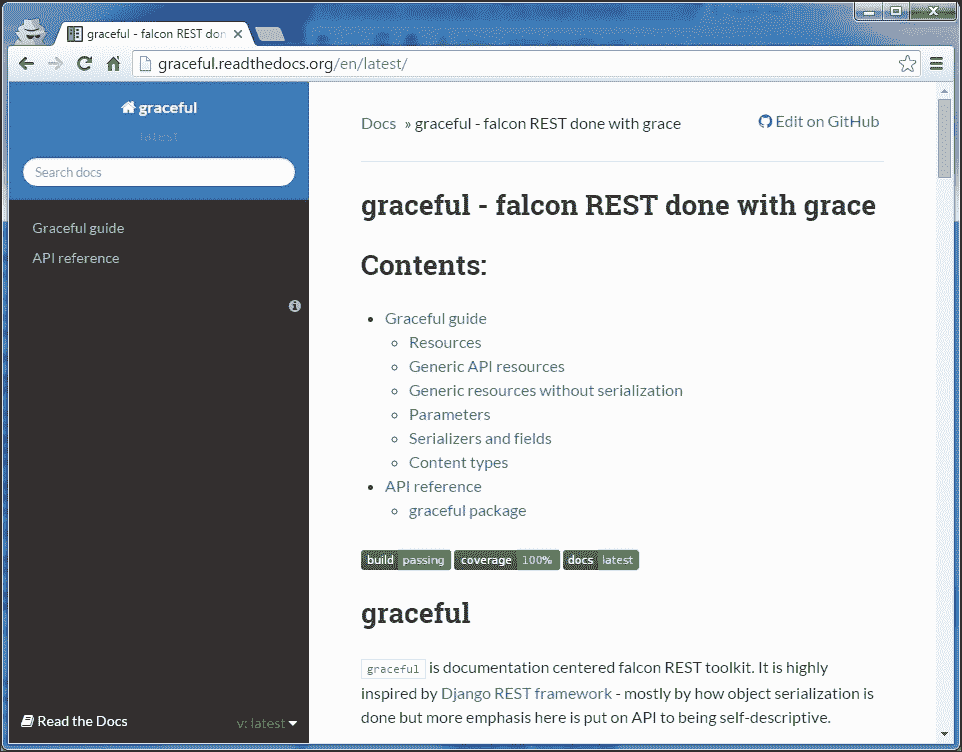 graceful - falcon REST don
graceful.readthedocs.org/en/latest/
graceful
latest
Search docs
Graceful guide
API reference
Read the Docs
v: latest
Docs » graceful - falcon REST done with grace
Edit on GitHub
graceful - falcon REST done with grace
Contents:
Graceful guide
Resources
Generic API resources
Generic resources without serialization
Parameters
Serializers and fields
Content types
API reference
graceful package
build passing coverage 100% docs latest
graceful
graceful is documentation centered falcon REST toolkit. It is highly
inspired by Django REST framework - mostly by how object serialization is
done but more emphasis here is put on API to being self-descriptive.